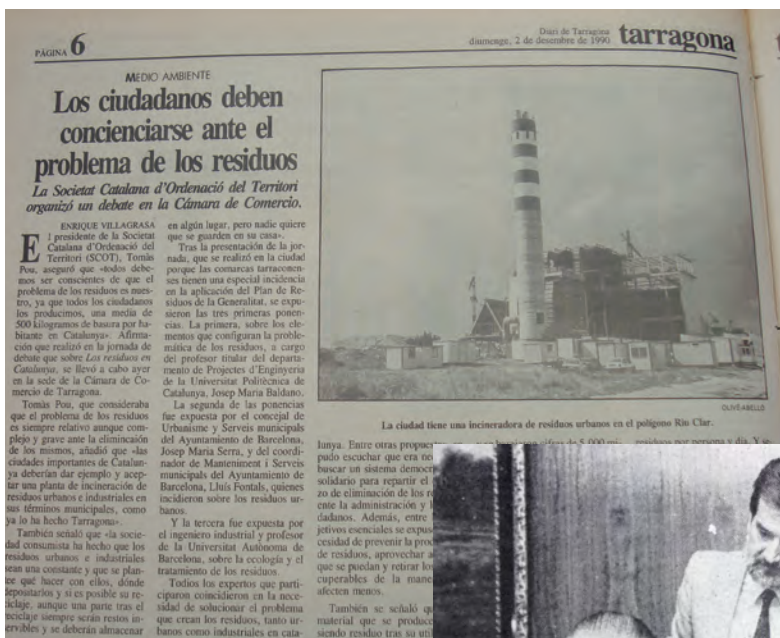 PÁGINA 6
Diari de Tarragona
diumenge, 2 de desembre de 1990
tarragona
MEDIO AMBIENTE
Los ciudadanos deben
concienciarse ante el
problema de los residuos
La Societat Catalana d'Ordenació del Territori
organizó un debate en la Cámara de Comercio.
ENRIQUE VILLAGRASA
El presidente de la Societat
Catalana d'Ordenació del
Territori (SCOT), Tomàs
Pou, aseguró que «todos debe-
mos ser conscientes de que el
problema de los residuos es nues-
tro, ya que todos los ciudadanos
los producimos, una media de
500 kilogramos de basura por ha-
bitante en Catalunya». Afirma-
ción que realizó en la jornada de
debate que sobre Los residuos en
Catalunya, se llevó a cabo ayer
en la sede de la Cámara de Co-
mercio de Tarragona.
Tomàs Pou, que consideraba
que el problema de los residuos
es siempre relativo aunque com-
plejo y grave ante la elimincaión
de los mismos, añadió que «las
ciudades importantes de Catalun-
ya deberían dar ejemplo y acep-
tar una planta de incineración de
residuos urbanos e industriales en
sus términos municipales, como
ya lo ha hecho Tarragona».
También señaló que «la socie-
dad consumista ha hecho que los
residuos urbanos e industriales
sean una constante y que se plan-
tee qué hacer con ellos, dónde
depositarlos y si es posible su re-
ciclaje, aunque una parte tras el
reciclaje siempre serán restos in-
servibles y se deberán almacenar
en algún lugar, pero nadie quiere
que se guarden en su casa».
Tras la presentación de la jor-
nada, que se realizó en la ciudad
porque las comarcas tarraconen-
ses tienen una especial incidencia
en la aplicación del Plan de Re-
siduos de la Generalitat, se expu-
sieron las tres primeras ponen-
cias. La primera, sobre los ele-
mentos que configuran la proble-
mática de los residuos, a cargo
del profesor titular del departa-
mento de Projectes d'Enginyeria
de la Universitat Politècnica de
Catalunya, Josep Maria Baldano.
La segunda de las ponencias
fue expuesta por el concejal de
Urbanisme y Serveis municipals
del Ayuntamiento de Barcelona,
Josep Maria Serra, y del coordi-
nador de Manteniment i Serveis
municipals del Ayuntamiento de
Barcelona, Lluís Fontals, quienes
incidieron sobre los residuos ur-
banos.
Y la tercera fue expuesta por
el ingeniero industrial y profesor
de la Universitat Autònoma de
Barcelona, sobre la ecología y el
tratamiento de los residuos.
Todios los expertos que parti-
ciparon coincidieron en la nece-
sidad de solucionar el problema
que crean los residuos, tanto ur-
banos como industriales en cata-
OLIVÉ-ABELLÓ
La ciudad tiene una incineradora de residuos urbanos en el polígono Riu Clar.
lunya. Entre otras propuestas
pudo escuchar que era
buscar un sistema
solidario para repartir el
zo de eliminación de los
ente la administración y
dadanos. Además, entre
jetivos esenciales se
cesidad de prevenir la
de residuos, aprovechar
que se puedan y retirar los
cuperables de la
afecten menos.
También se señaló
material que se produce
siendo residuo tras su
cifra de 5.000
residuos por persona y día. Y se